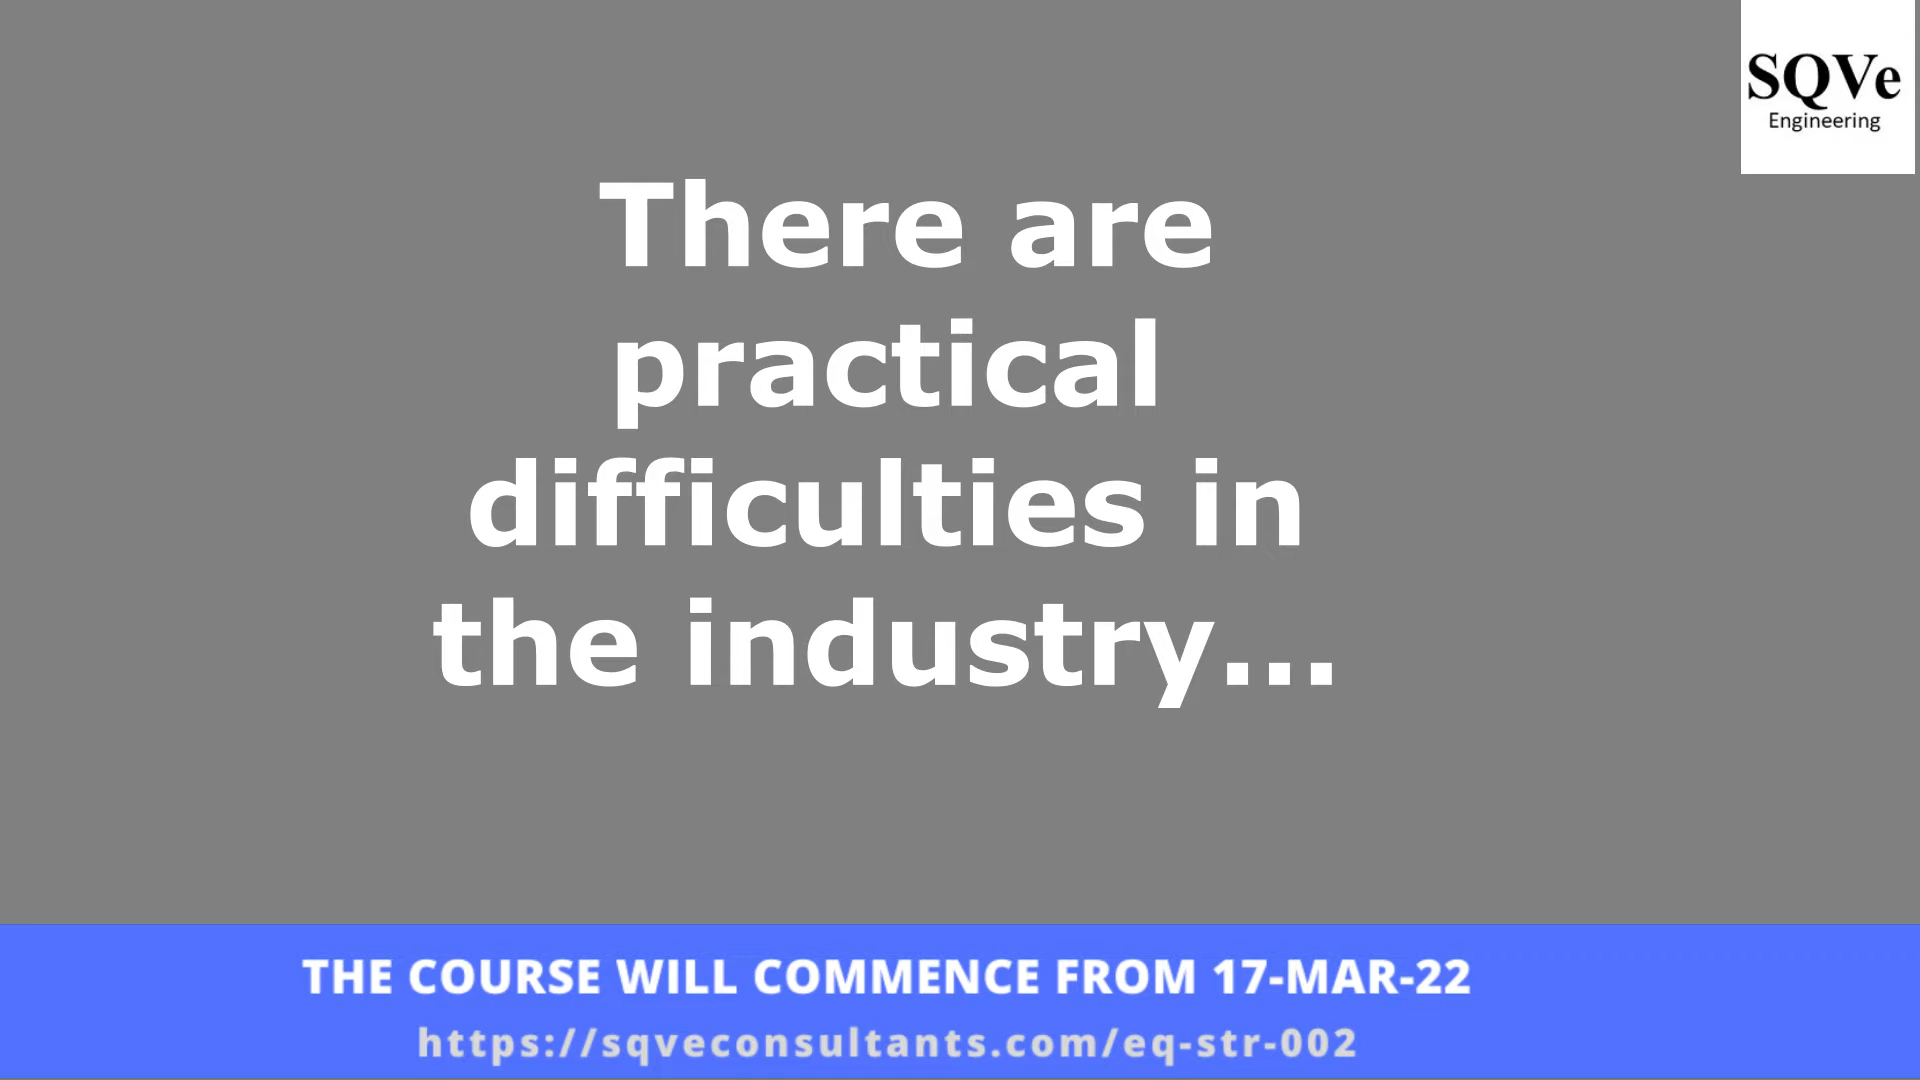 SQVe
Engineering
There are
practical
difficulties in
the industry...
THE COURSE WILL COMMENCE FROM 17-MAR-22
https://sqveconsultants.com/eq-str-002